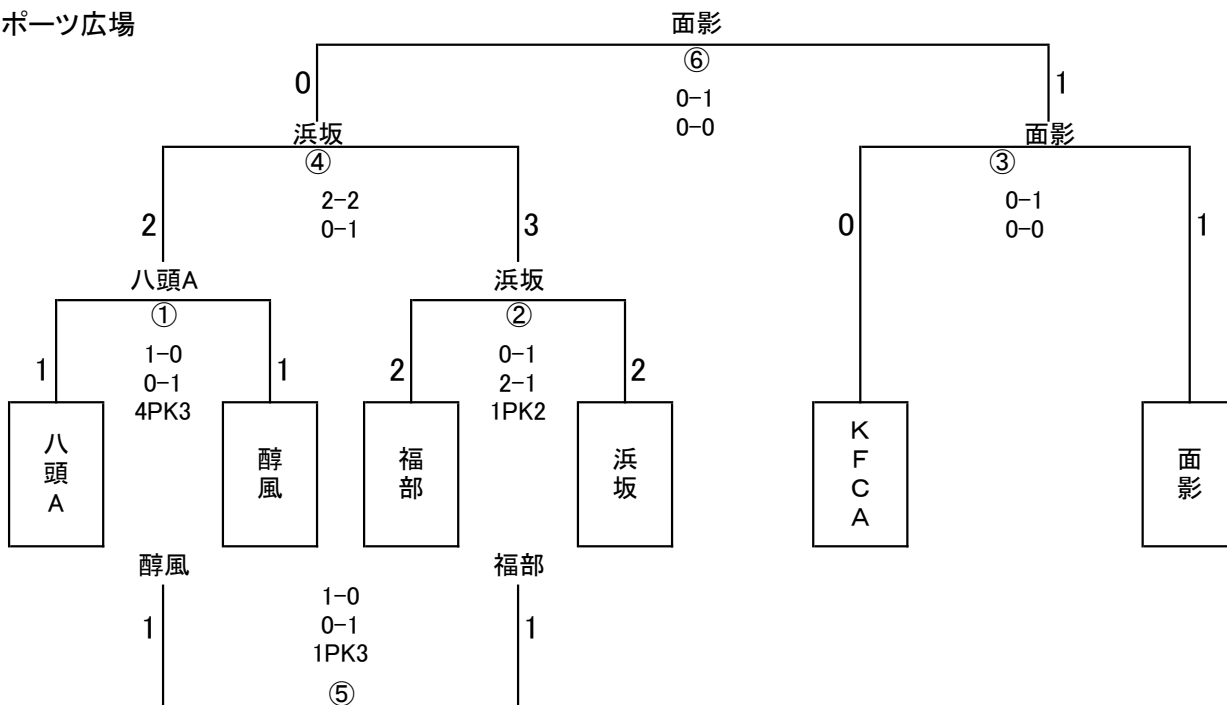 ポーツ広場
面影
⑥
0 1
0-1
0-0
浜坂 面影
④ ③
2-2 0-1
0-1 0-0
2 3 0 1
八頭A 浜坂
① ②
1-0 0-1
1 1 2 2
0-1 2-1
4PK3 1PK2
八頭A 醇風 福部 浜坂 KFCA 面影
醇風 福部
1-0
1 1
0-1
1PK3
⑤